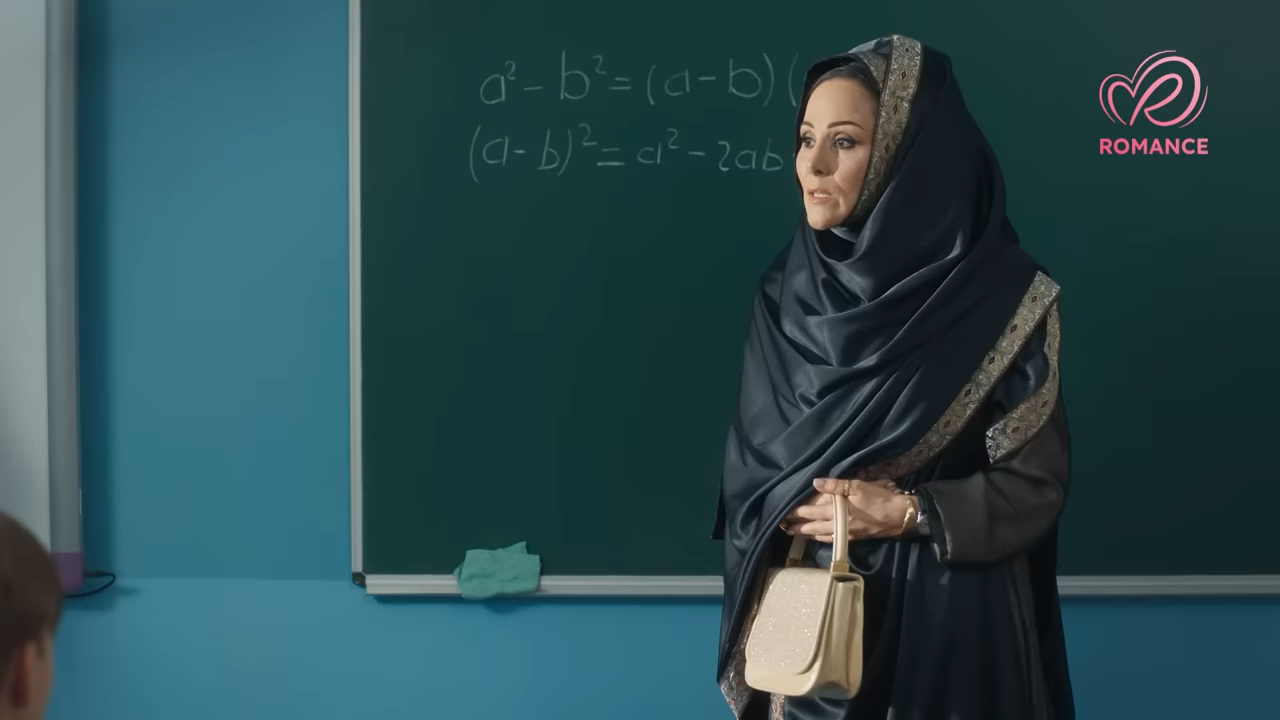 a² - b² = (a - b) (
(a - b)² = a² - 2ab
ROMANCE